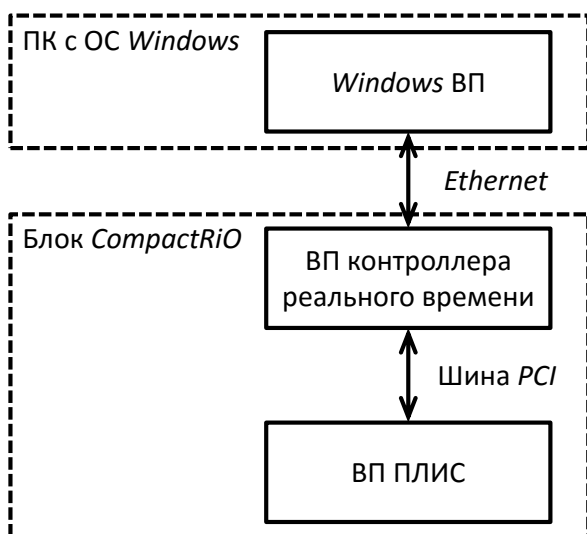 ПК с ОС Windows
Windows ВП
Ethernet
Блок CompactRiO
ВП контроллера
реального времени
Шина PCI
ВП ПЛИС